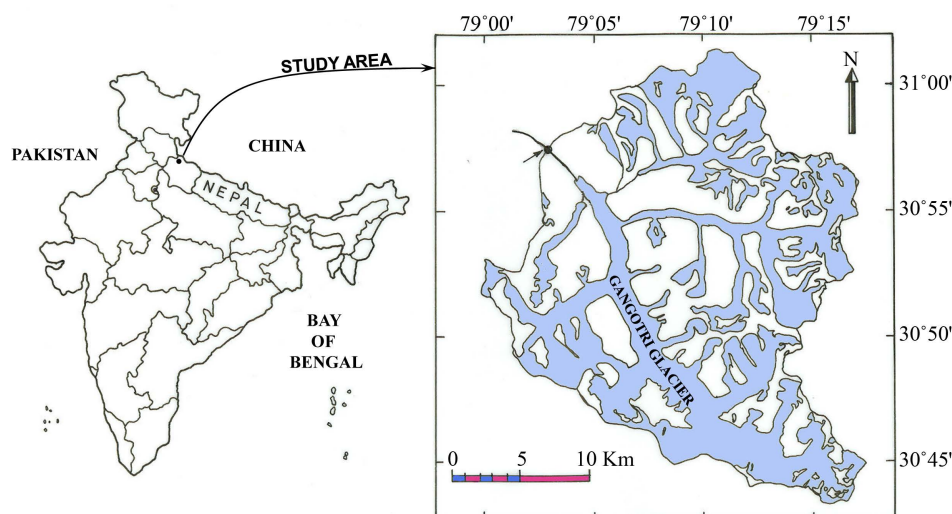 79°00' 79°05' 79°10' 79°15'
STUDY AREA
N
31°00'
PAKISTAN
CHINA
NEPAL
30°55'
GANGOTRI GLACIER
BAY
OF
BENGAL
30°50'
0 5 10 Km
30°45'